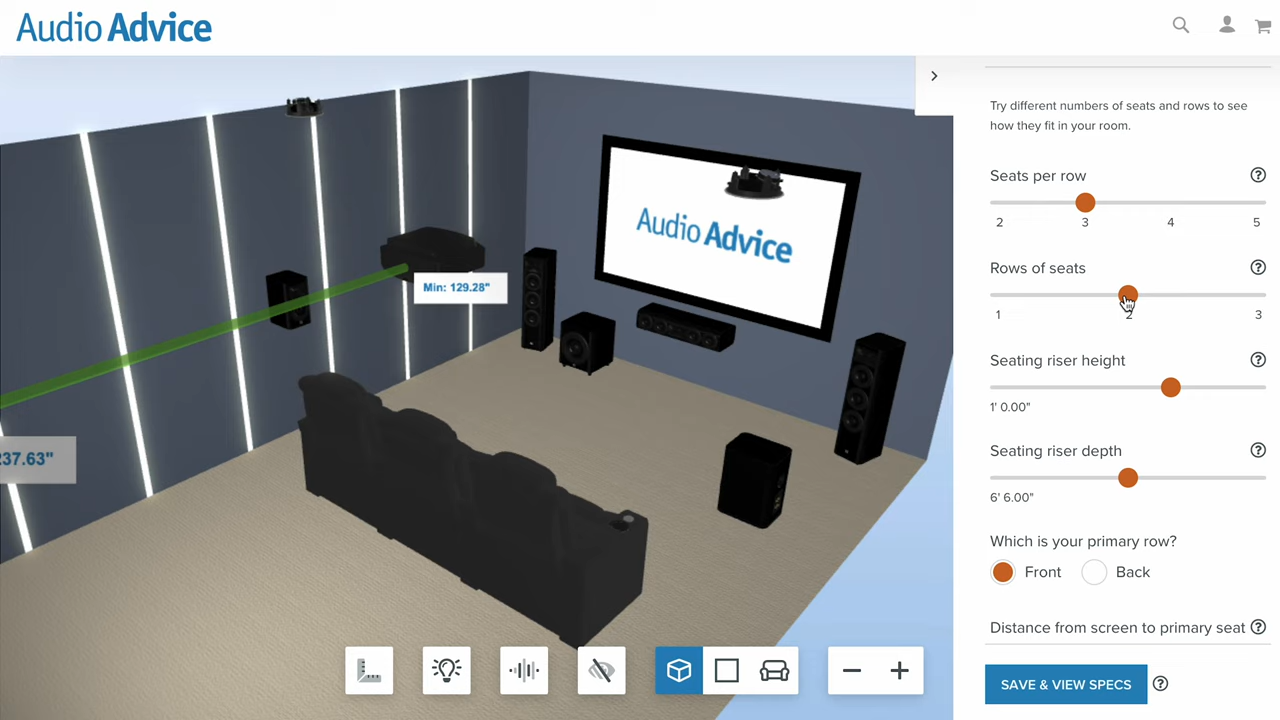 Audio Advice
Try different numbers of seats and rows to see
how they fit in your room.
Seats per row
2 3 4 5
Rows of seats
1 2 3
Seating riser height
1' 0.00"
Seating riser depth
6' 6.00"
Which is your primary row?
Front Back
Distance from screen to primary seat
SAVE & VIEW SPECS
Audio Advice
Min: 129.28"
237.63"